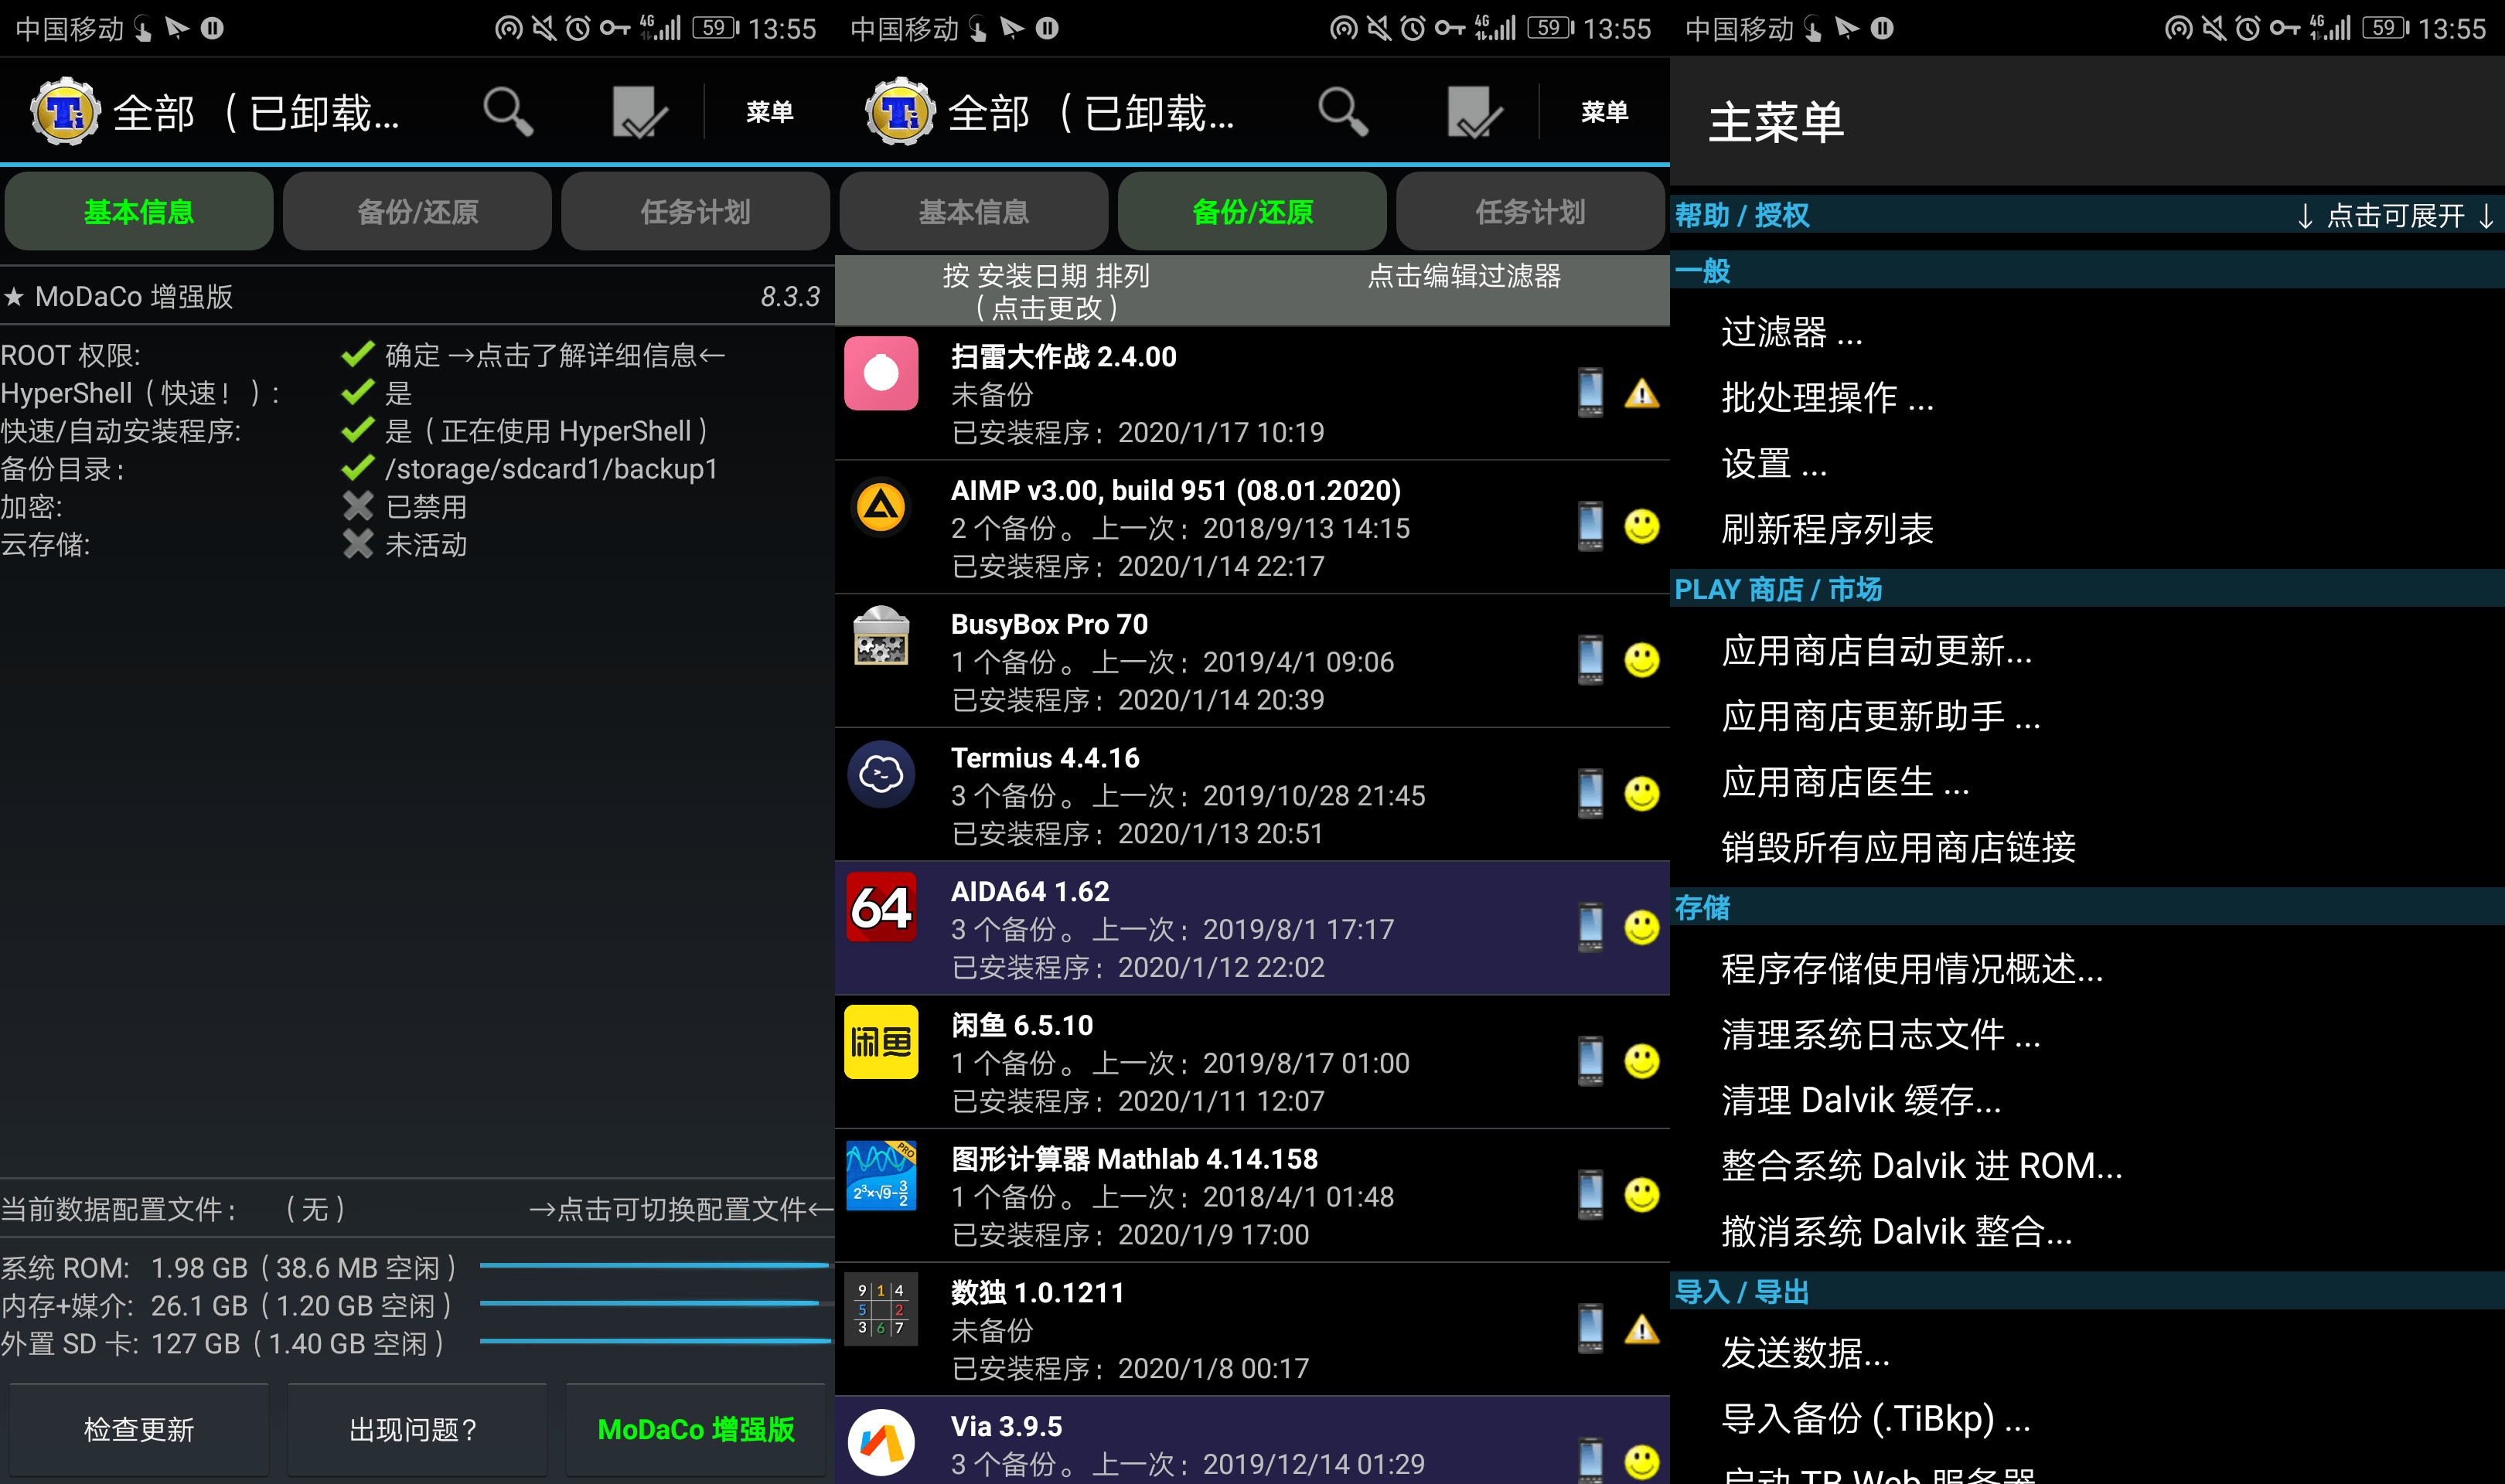 中国移动
4G 59 13:55
全部 （已卸载...
菜单
基本信息
备份/还原
任务计划
★ MoDaCo 增强版 8.3.3
ROOT 权限: 确定 →点击了解详细信息←
HyperShell（快速！）: 是
快速/自动安装程序: 是（正在使用 HyperShell）
备份目录: /storage/sdcard1/backup1
加密: 已禁用
云存储: 未活动
当前数据配置文件: （无） →点击可切换配置文件←
系统 ROM: 1.98 GB（38.6 MB 空闲）
内存+媒介: 26.1 GB（1.20 GB 空闲）
外置 SD 卡: 127 GB（1.40 GB 空闲）
检查更新
出现问题?
MoDaCo 增强版
中国移动
4G 59 13:55
全部 （已卸载...
菜单
基本信息
备份/还原
任务计划
按 安装日期 排列
（点击更改）
点击编辑过滤器
扫雷大作战 2.4.00
未备份
已安装程序: 2020/1/17 10:19
AIMP v3.00, build 951 (08.01.2020)
2 个备份。上一次: 2018/9/13 14:15
已安装程序: 2020/1/14 22:17
BusyBox Pro 70
1 个备份。上一次: 2019/4/1 09:06
已安装程序: 2020/1/14 20:39
Termius 4.4.16
3 个备份。上一次: 2019/10/28 21:45
已安装程序: 2020/1/13 20:51
64
AIDA64 1.62
3 个备份。上一次: 2019/8/1 17:17
已安装程序: 2020/1/12 22:02
闲鱼
闲鱼 6.5.10
1 个备份。上一次: 2019/8/17 01:00
已安装程序: 2020/1/11 12:07
PRO
2³×√9-3/2
图形计算器 Mathlab 4.14.158
1 个备份。上一次: 2018/4/1 01:48
已安装程序: 2020/1/9 17:00
9 1 4
5 2
3 6 7
数独 1.0.1211
未备份
已安装程序: 2020/1/8 00:17
Via 3.9.5
3 个备份。上一次: 2019/12/14 01:29
中国移动
4G 59 13:55
主菜单
帮助 / 授权 ↓ 点击可展开 ↓
一般
过滤器 ...
批处理操作 ...
设置 ...
刷新程序列表
PLAY 商店 / 市场
应用商店自动更新...
应用商店更新助手 ...
应用商店医生 ...
销毁所有应用商店链接
存储
程序存储使用情况概述...
清理系统日志文件 ...
清理 Dalvik 缓存...
整合系统 Dalvik 进 ROM...
撤消系统 Dalvik 整合...
导入 / 导出
发送数据...
导入备份 (.TiBkp) ...
启动 TB Web 服务器